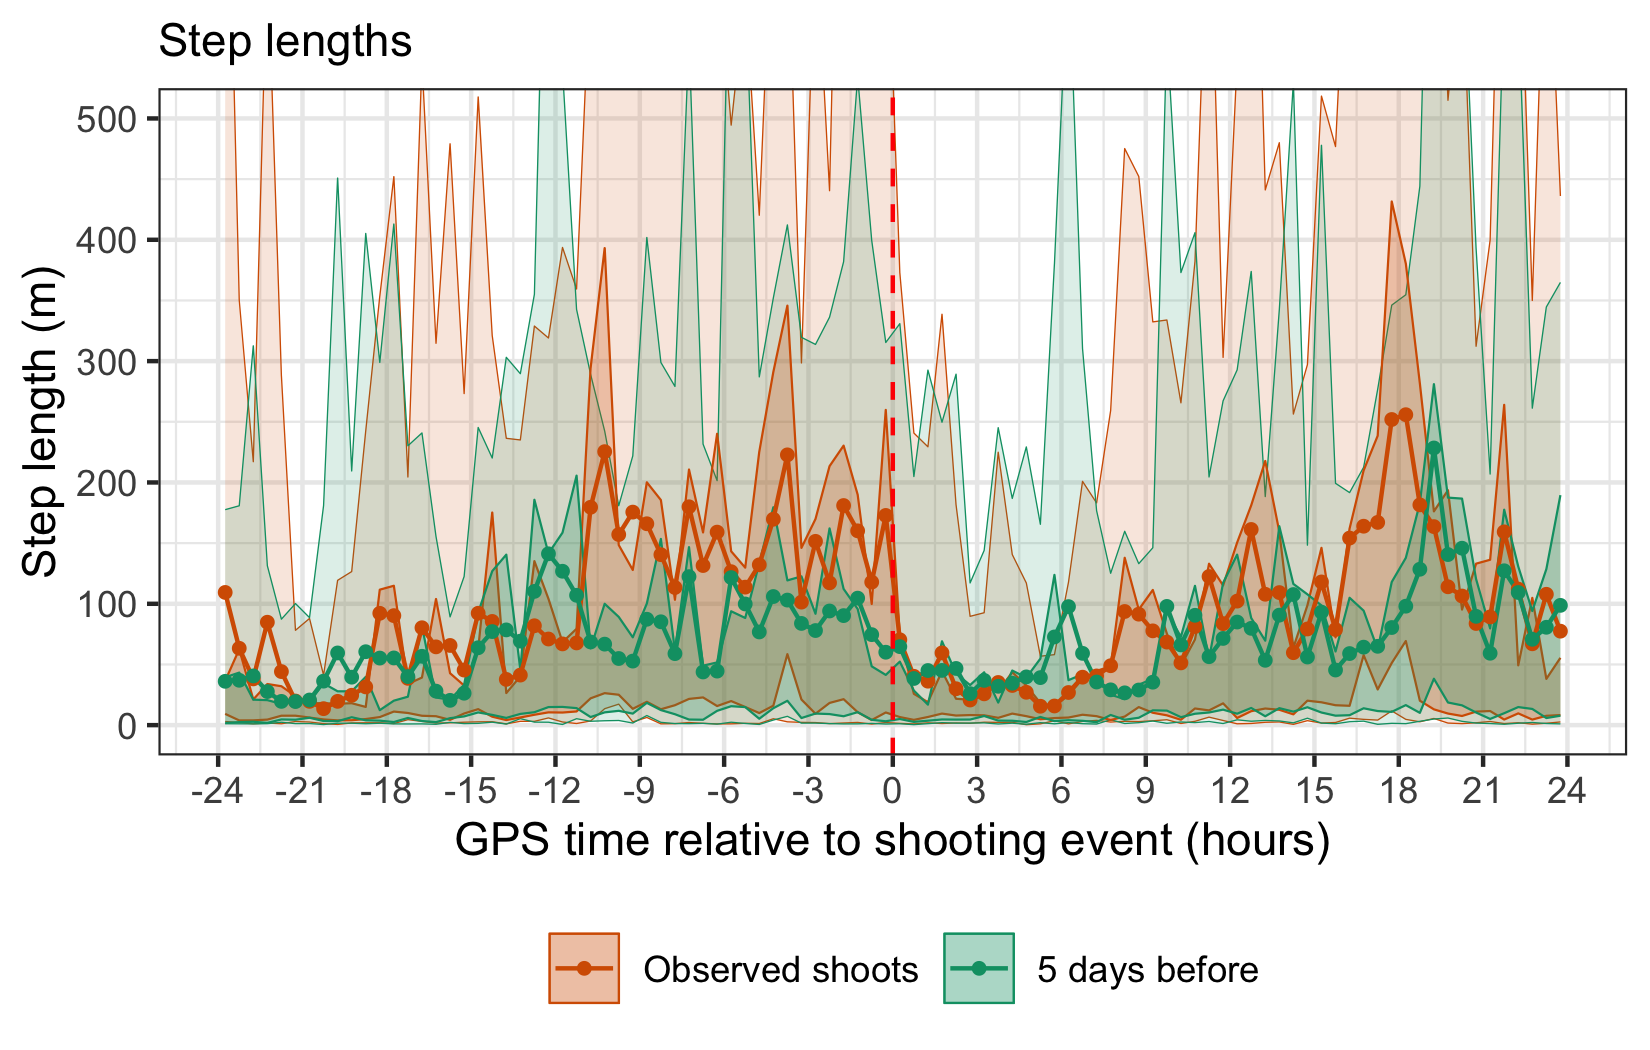 Step lengths
Step length (m)
500
400
300
200
100
0
-24 -21 -18 -15 -12 -9 -6 -3 0 3 6 9 12 15 18 21 24
GPS time relative to shooting event (hours)
Observed shoots 5 days before